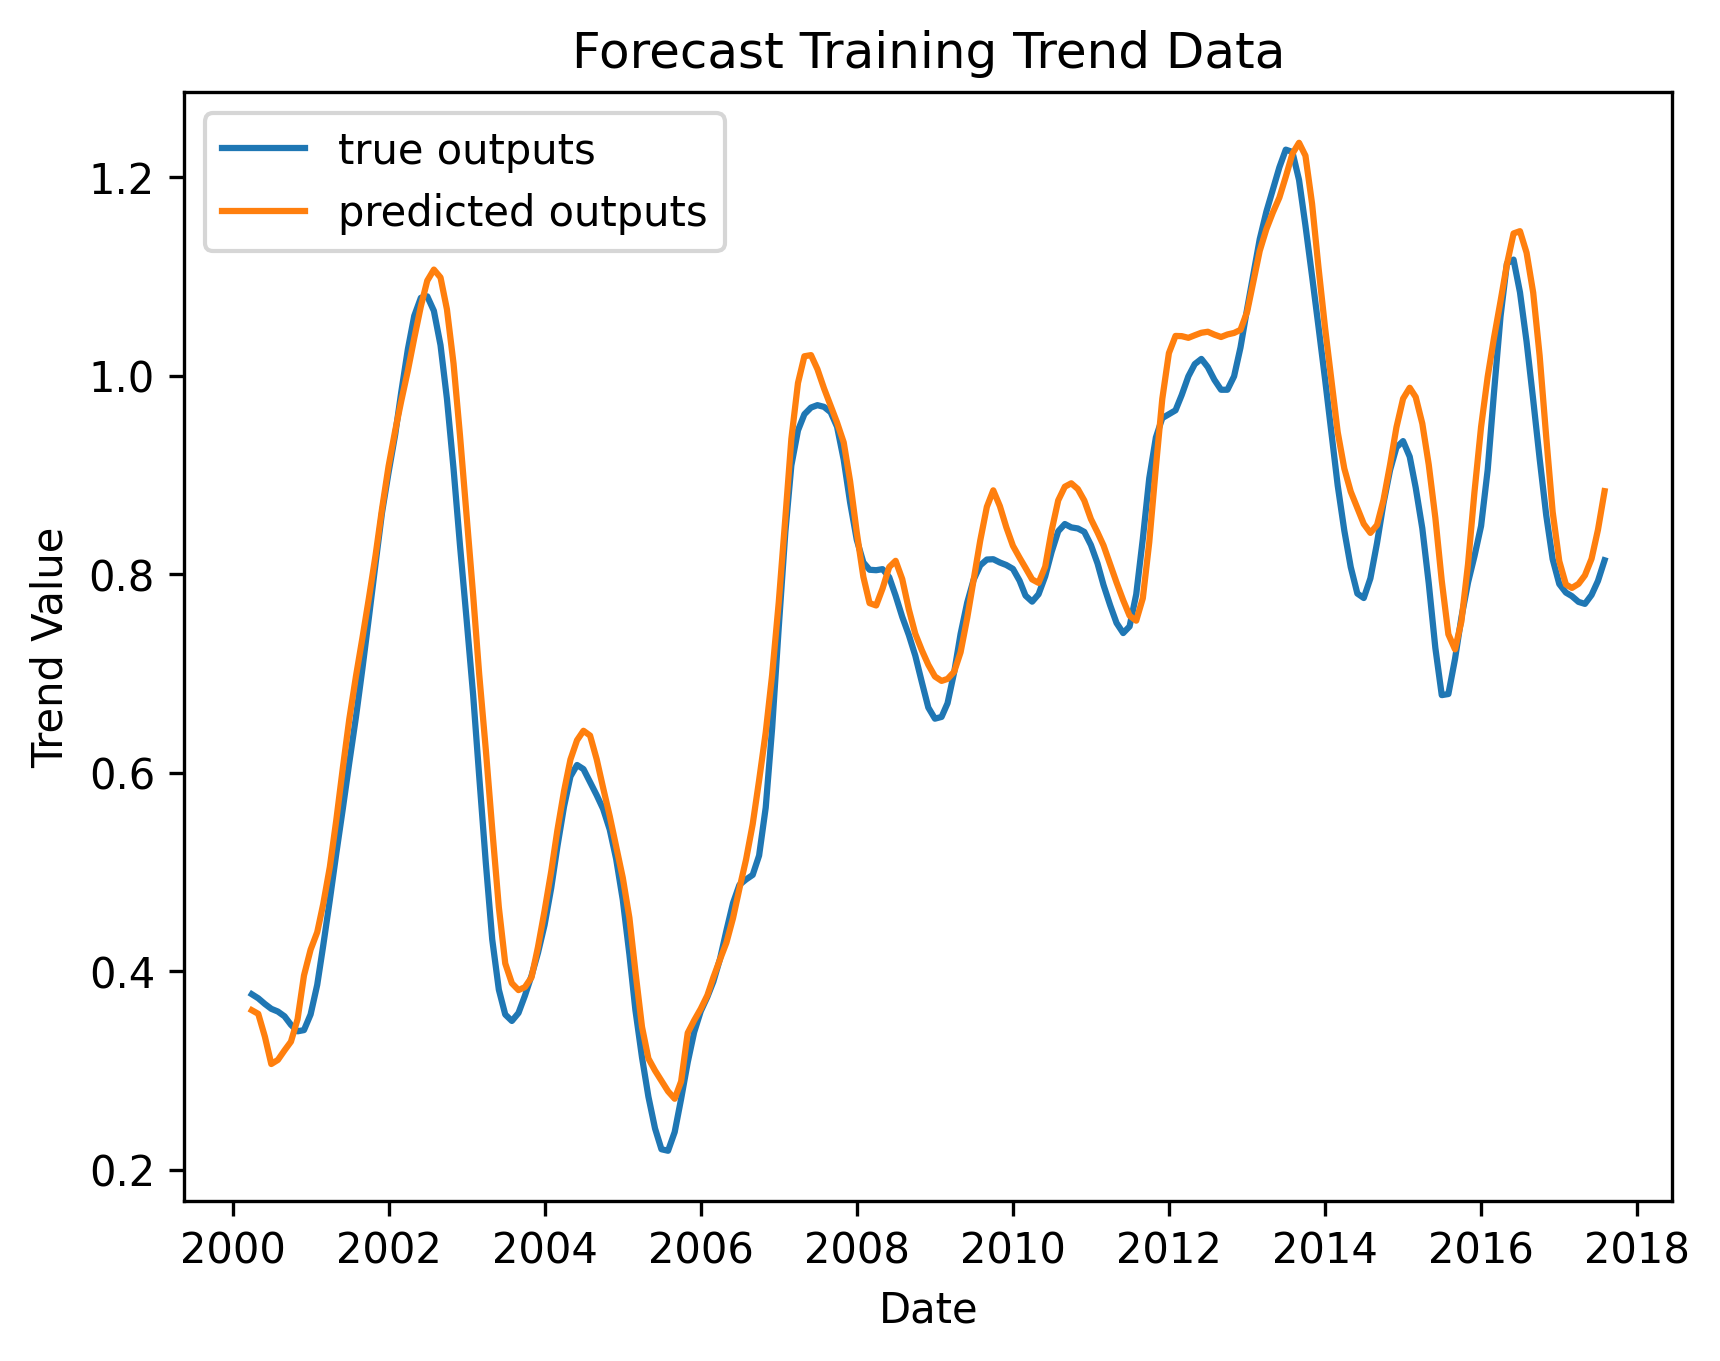 Forecast Training Trend Data
true outputs
predicted outputs
Trend Value
1.2
1.0
0.8
0.6
0.4
0.2
2000 2002 2004 2006 2008 2010 2012 2014 2016 2018
Date